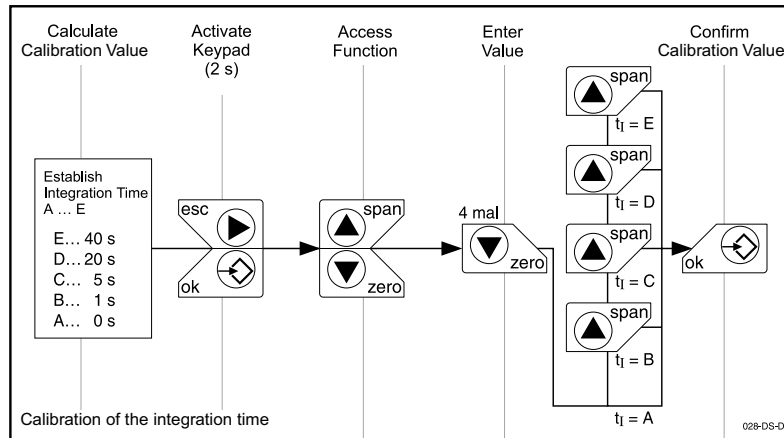 Calculate
Calibration Value
Activate
Keypad
(2 s)
Access
Function
Enter
Value
Confirm
Calibration Value
Establish
Integration Time
A ... E
E... 40 s
D... 20 s
C... 5 s
B... 1 s
A... 0 s
esc
ok
span
zero
4 mal
zero
span
tI = E
span
tI = D
span
tI = C
span
tI = B
tI = A
ok
Calibration of the integration time
028-DS-D